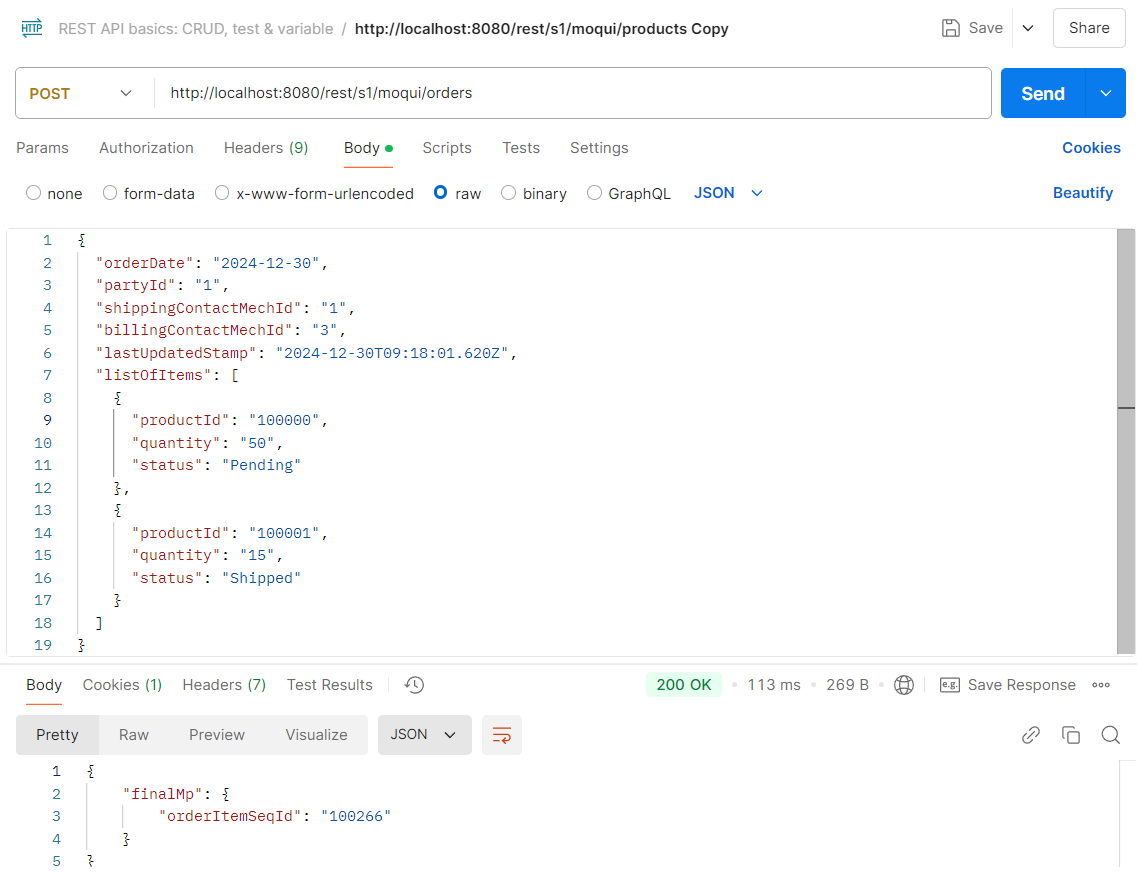 HTTP REST API basics: CRUD, test & variable / http://localhost:8080/rest/s1/moqui/products Copy Save Share
POST http://localhost:8080/rest/s1/moqui/orders Send
Params Authorization Headers (9) Body Scripts Tests Settings Cookies
none form-data x-www-form-urlencoded raw binary GraphQL JSON Beautify
1 {
2 "orderDate": "2024-12-30",
3 "partyId": "1",
4 "shippingContactMechId": "1",
5 "billingContactMechId": "3",
6 "lastUpdatedStamp": "2024-12-30T09:18:01.620Z",
7 "listOfItems": [
8 {
9 "productId": "100000",
10 "quantity": "50",
11 "status": "Pending"
12 },
13 {
14 "productId": "100001",
15 "quantity": "15",
16 "status": "Shipped"
17 }
18 ]
19 }
Body Cookies (1) Headers (7) Test Results 200 OK • 113 ms • 269 B • e.g. Save Response
Pretty Raw Preview Visualize JSON
1 {
2 "finalMp": {
3 "orderItemSeqId": "100266"
4 }
5 }